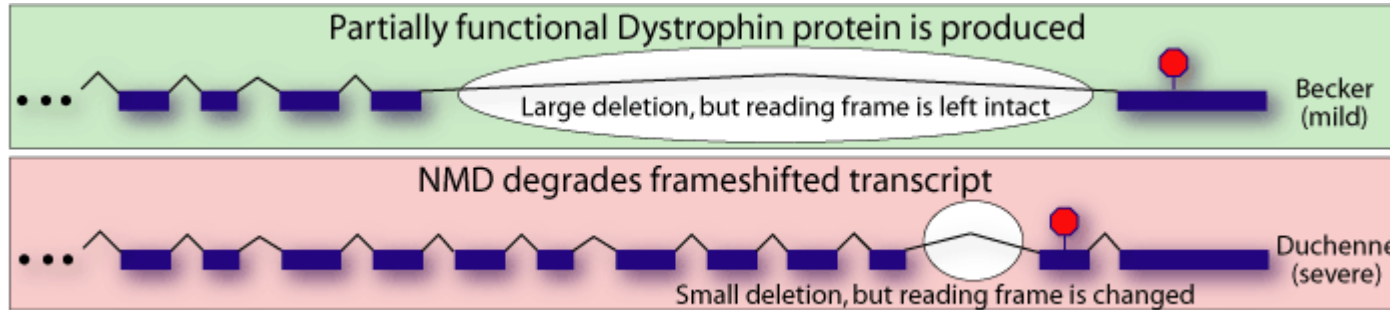 Partially functional Dystrophin protein is produced
Large deletion, but reading frame is left intact
Becker
(mild)
NMD degrades frameshifted transcript
Duchenne
(severe)
Small deletion, but reading frame is changed